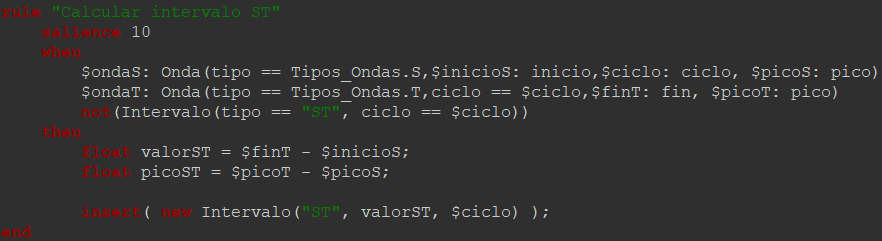 rule "Calcular intervalo ST"
    salience 10
    when
        $ondaS: Onda(tipo == Tipos_Ondas.S,$inicioS: inicio,$ciclo: ciclo, $picoS: pico)
        $ondaT: Onda(tipo == Tipos_Ondas.T,ciclo == $ciclo,$finT: fin, $picoT: pico)
        not(Intervalo(tipo == "ST", ciclo == $ciclo))
    then
        float valorST = $finT - $inicioS;
        float picoST = $picoT - $picoS;

        insert( new Intervalo("ST", valorST, $ciclo) );
end